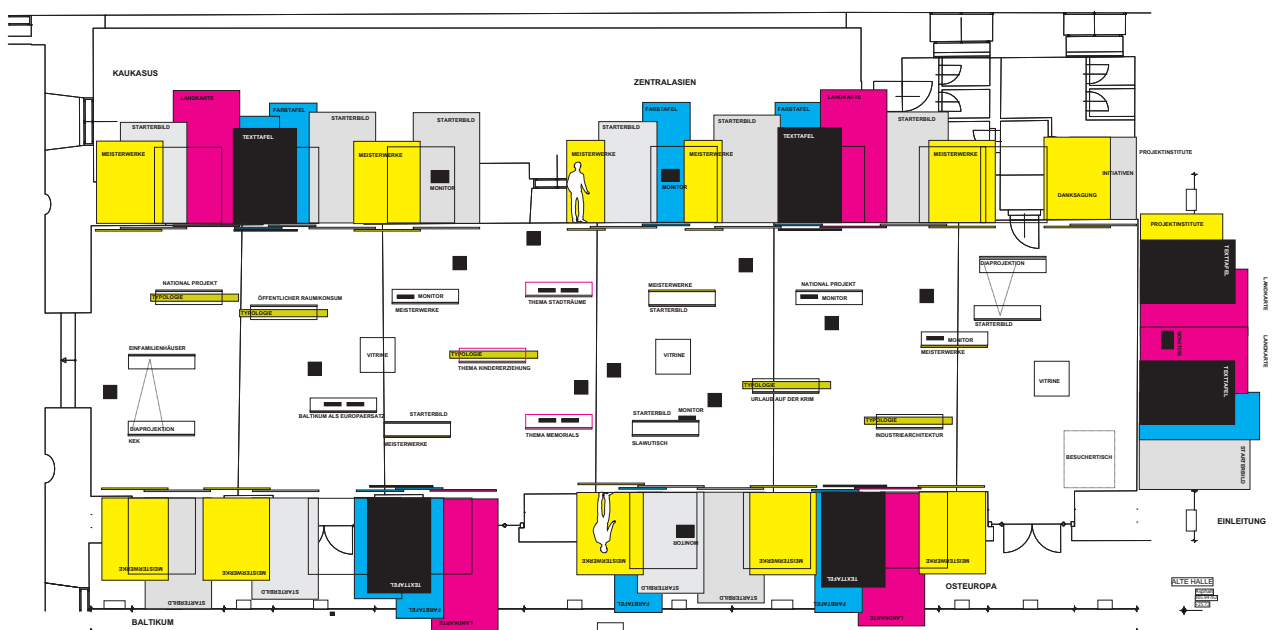 KAUKASUS
ZENTRALASIEN
LANDKARTE
FARBTAFEL
STARTERBILD
STARTERBILD
STARTERBILD
TEXTTAFEL
MEISTERWERKE
MEISTERWERKE
MONITOR
FARBTAFEL
FARBTAFEL
LANDKARTE
STARTERBILD
STARTERBILD
STARTERBILD
TEXTTAFEL
MEISTERWERKE
MEISTERWERKE
MEISTERWERKE
MONITOR
PROJEKTINSTITUTE
INITIATIVEN
DANKSAGUNG
PROJEKTINSTITUTE
TEXTTAFEL
LANDKARTE
LANDKARTE
MONITOR
TEXTTAFEL
STARTERBILD
EINLEITUNG
NATIONAL PROJEKT
TYPOLOGIE
ÖFFENTLICHER RAUM/KONSUM
TYPOLOGIE
MONITOR
MEISTERWERKE
THEMA STADTRÄUME
MEISTERWERKE
STARTERBILD
NATIONAL PROJEKT
MONITOR
DIAPROJEKTION
STARTERBILD
EINFAMILIENHÄUSER
VITRINE
TYPOLOGIE
THEMA KINDERERZIEHUNG
VITRINE
MONITOR
MEISTERWERKE
VITRINE
TYPOLOGIE
URLAUB AUF DER KRIM
BALTIKUM ALS EUROPAERSATZ
STARTERBILD
MEISTERWERKE
THEMA MEMORIALS
STARTERBILD
MONITOR
SLAWUTISCH
TYPOLOGIE
INDUSTRIEARCHITEKTUR
DIAPROJEKTION
KEK
BESUCHERTISCH
MEISTERWERKE
MEISTERWERKE
STARTERBILD
STARTERBILD
TEXTTAFEL
FARBTAFEL
LANDKARTE
MEISTERWERKE
MONITOR
STARTERBILD
FARBTAFEL
STARTERBILD
MEISTERWERKE
TEXTTAFEL
FARBTAFEL
LANDKARTE
MEISTERWERKE
BALTIKUM
OSTEUROPA
ALTE HALLE